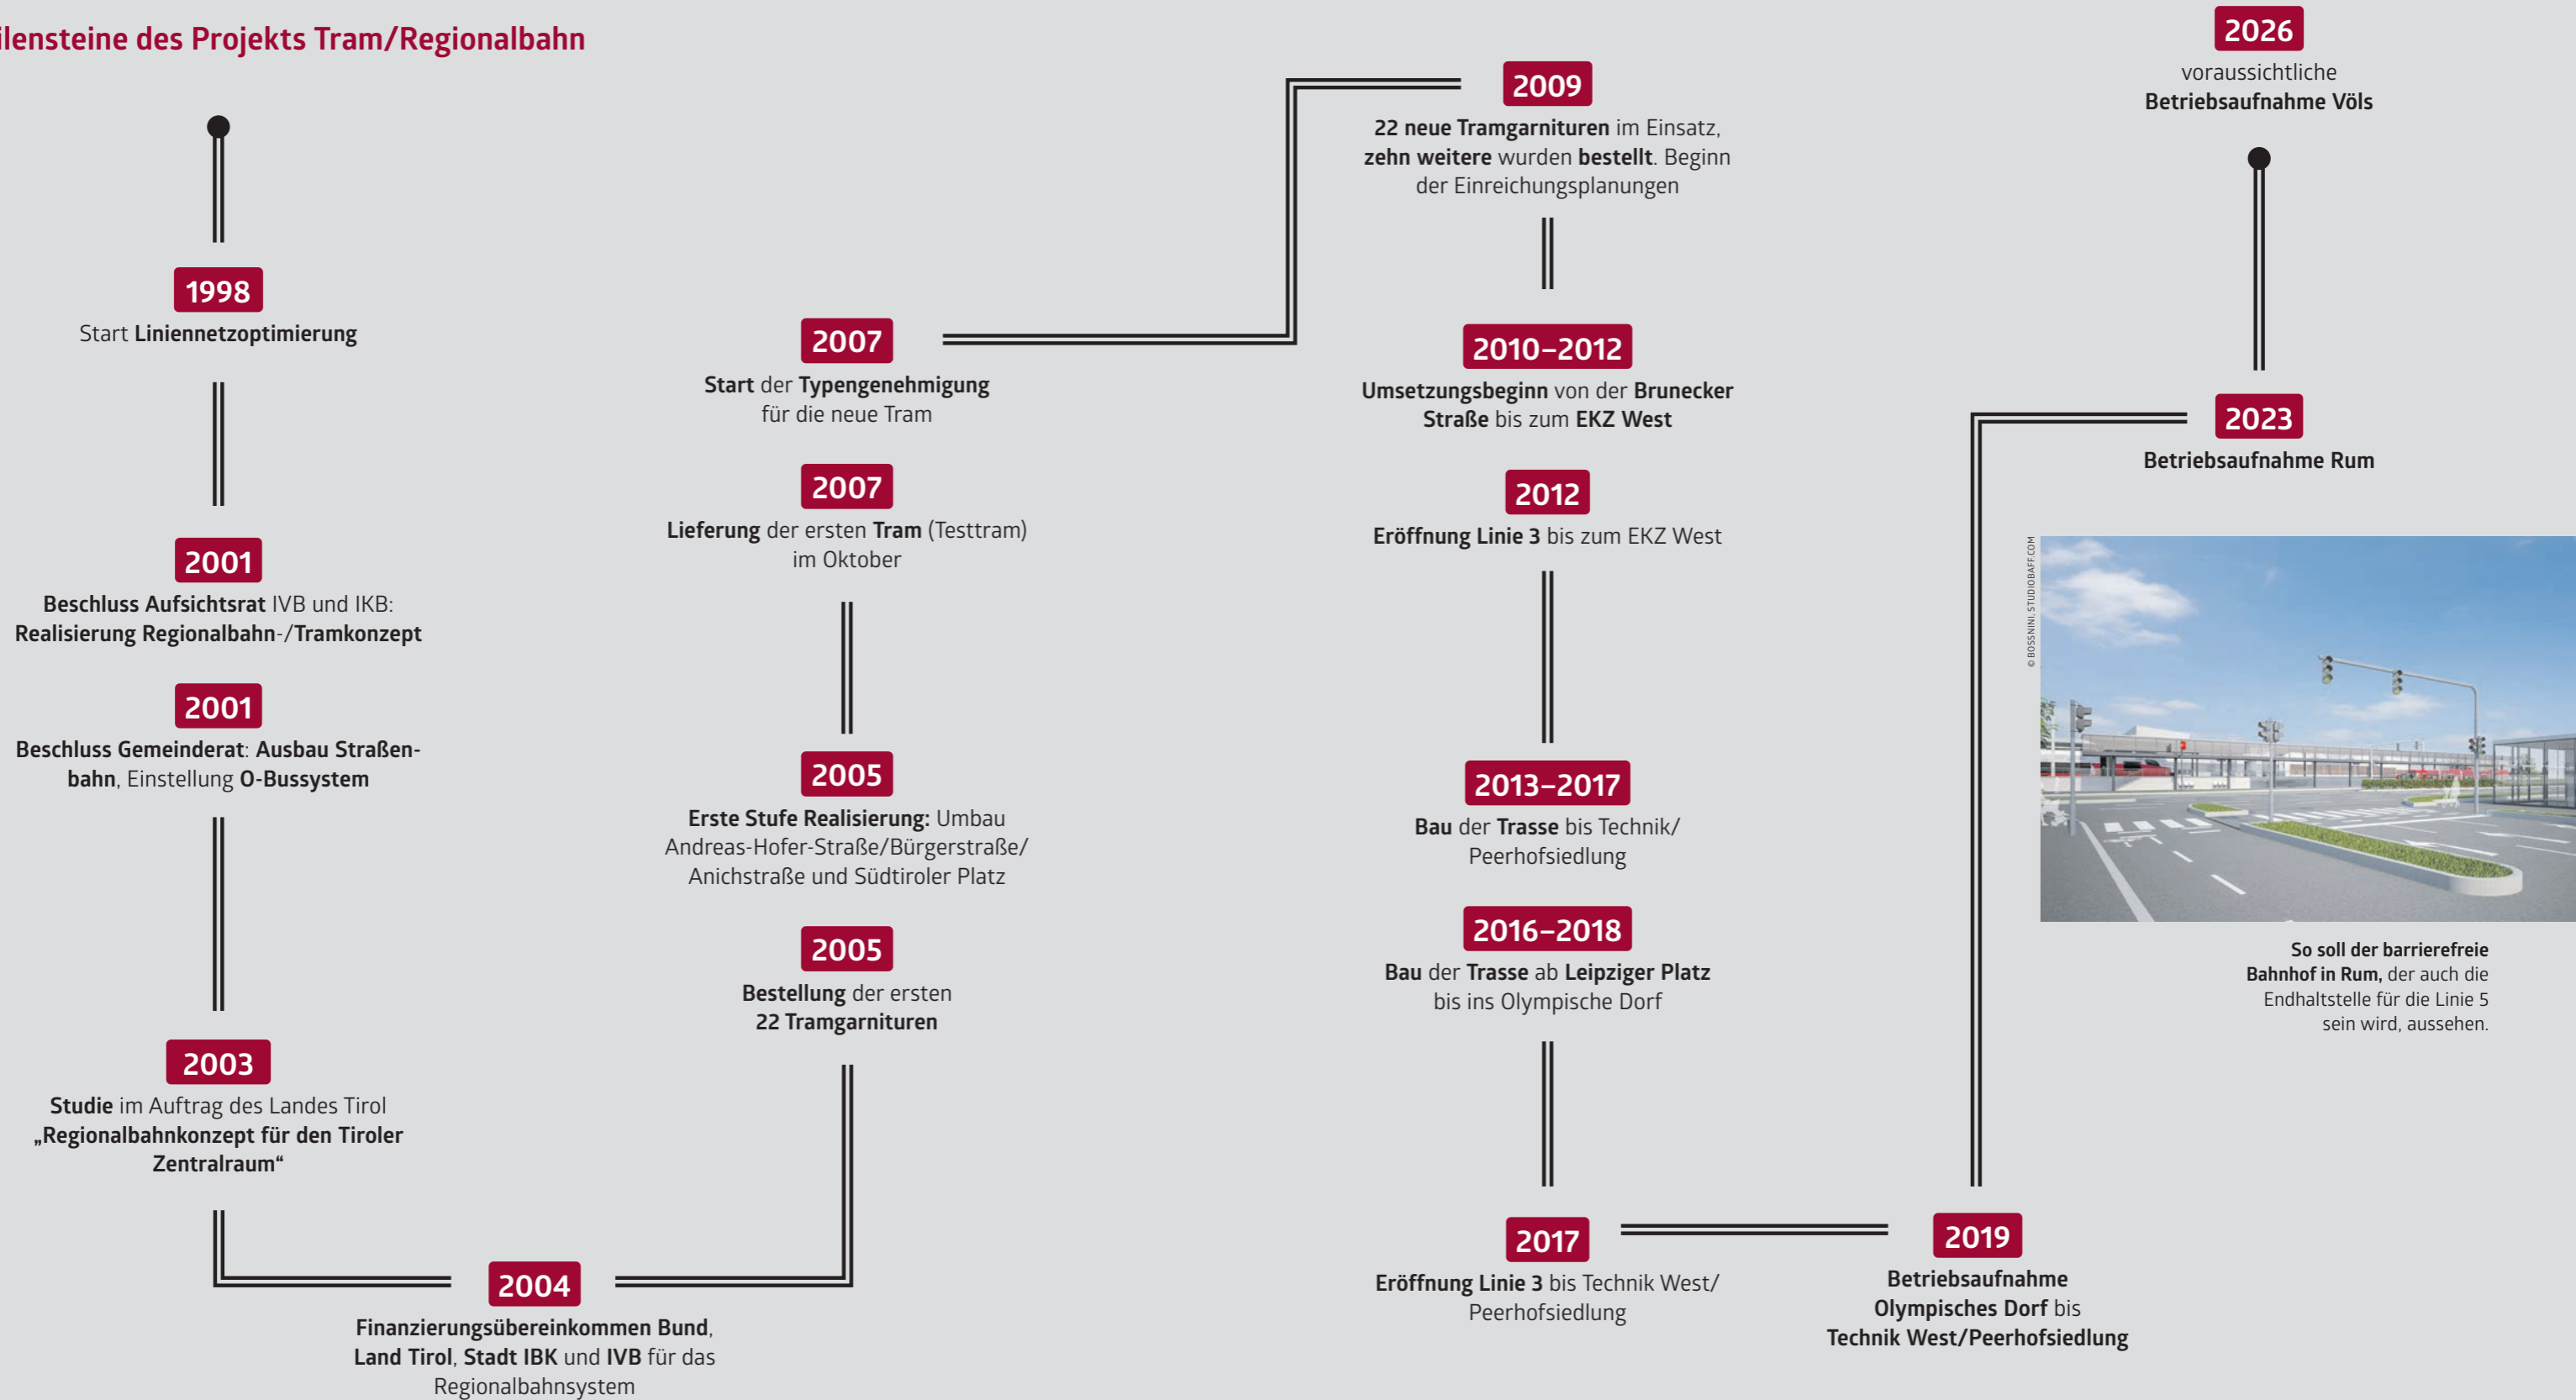 ilensteine des Projekts Tram/Regionalbahn
1998
Start Liniennetzoptimierung
2001
Beschluss Aufsichtsrat IVB und IKB:
Realisierung Regionalbahn-/Tramkonzept
2001
Beschluss Gemeinderat: Ausbau Straßen-
bahn, Einstellung O-Bussystem
2003
Studie im Auftrag des Landes Tirol
„Regionalbahnkonzept für den Tiroler
Zentralraum“
2004
Finanzierungsübereinkommen Bund,
Land Tirol, Stadt IBK und IVB für das
Regionalbahnsystem
2005
Erste Stufe Realisierung: Umbau
Andreas-Hofer-Straße/Bürgerstraße/
Anichstraße und Südtiroler Platz
2005
Bestellung der ersten
22 Tramgarnituren
2007
Start der Typengenehmigung
für die neue Tram
2007
Lieferung der ersten Tram (Testtram)
im Oktober
2009
22 neue Tramgarnituren im Einsatz,
zehn weitere wurden bestellt. Beginn
der Einreichungsplanungen
2010–2012
Umsetzungsbeginn von der Brunecker
Straße bis zum EKZ West
2012
Eröffnung Linie 3 bis zum EKZ West
2013–2017
Bau der Trasse bis Technik/
Peerhofsiedlung
2016–2018
Bau der Trasse ab Leipziger Platz
bis ins Olympische Dorf
2017
Eröffnung Linie 3 bis Technik West/
Peerhofsiedlung
2019
Betriebsaufnahme
Olympisches Dorf bis
Technik West/Peerhofsiedlung
2023
Betriebsaufnahme Rum
2026
voraussichtliche
Betriebsaufnahme Völs
© BOSSNINI, STUDIOBAFF.COM
So soll der barrierefreie
Bahnhof in Rum, der auch die
Endhaltstelle für die Linie 5
sein wird, aussehen.